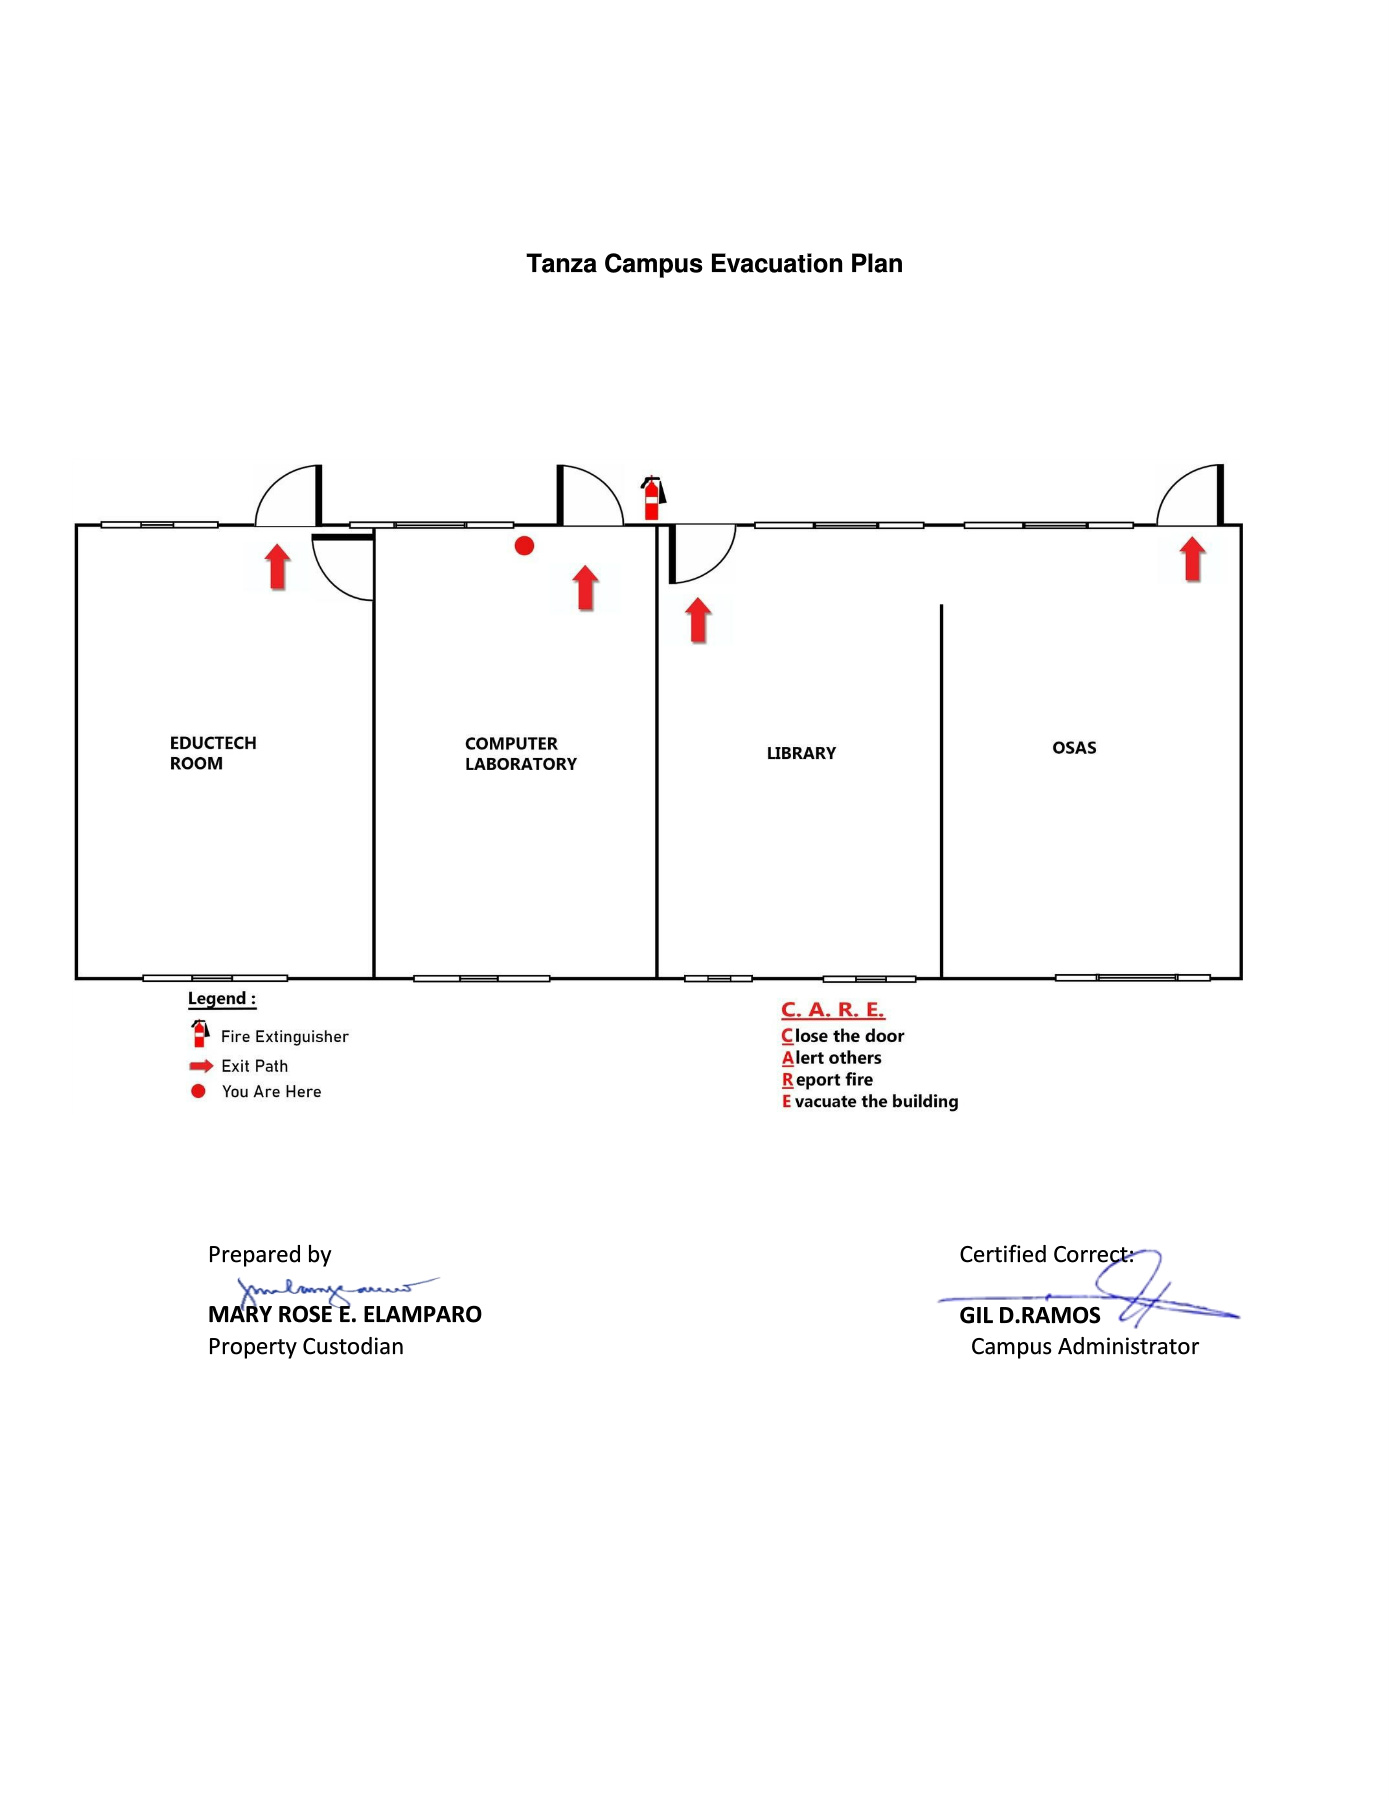 Tanza Campus Evacuation Plan
EDUCTECH
ROOM
COMPUTER
LABORATORY
LIBRARY
OSAS
Legend :
Fire Extinguisher
Exit Path
You Are Here
C. A. R. E.
Close the door
Alert others
Report fire
Evacuate the building
Prepared by
MARY ROSE E. ELAMPARO
Property Custodian
Certified Correct:
GIL D.RAMOS
Campus Administrator